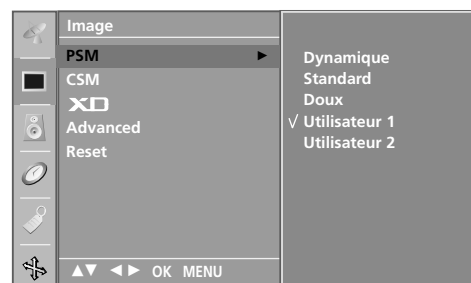 Image
PSM ►
CSM
XD
Advanced
Reset
▲▼ ◄► OK MENU
Dynamique
Standard
Doux
√ Utilisateur 1
Utilisateur 2